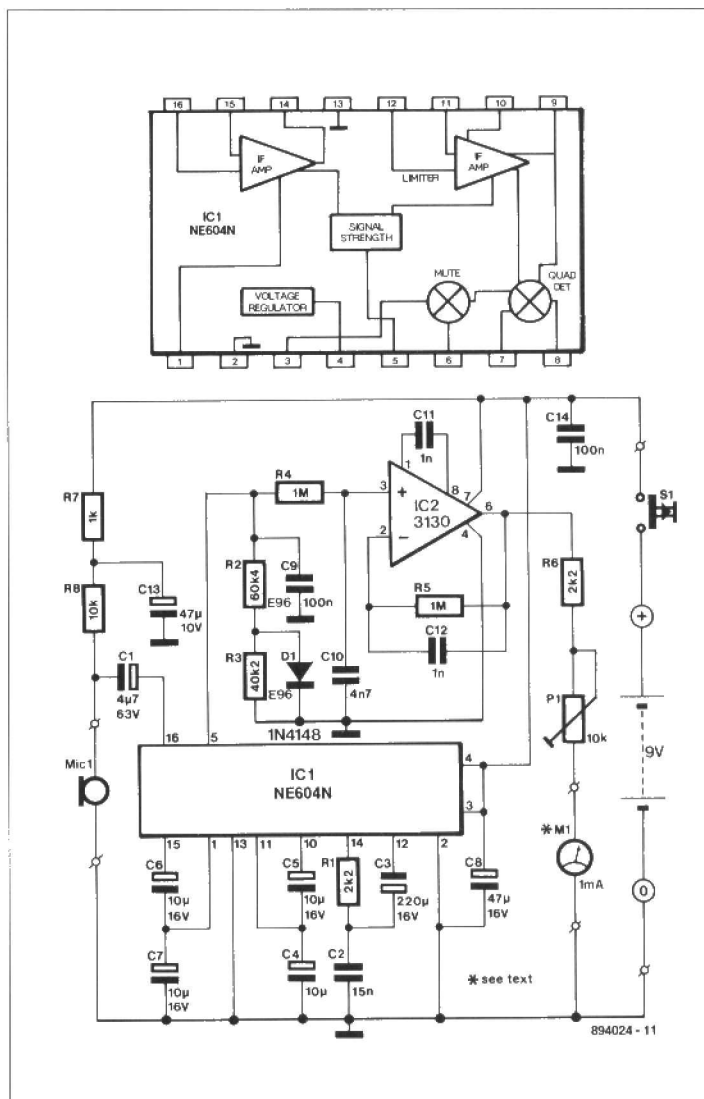 16 15 14 13 12 11 10 9
IF
AMP
IF
AMP
LIMITER
IC1
NE604N
SIGNAL
STRENGTH
MUTE
QUAD
DET
VOLTAGE
REGULATOR
1 2 3 4 5 6 7 8
C11
1n
C14
100n
R4
1M
1
8
3
+
IC2
3130
7
6
4
2
−
S1
R7
1k
R2
60k4
E96
C9
100n
R6
2k2
R8
10k
C13
47µ
10V
R5
1M
C12
1n
+
C1
4µ7
63V
R3
40k2
E96
D1
C10
4n7
1N4148
P1
10k
9V
16
5
Mic1
IC1
NE604N
4
3
* M1
1mA
15 1 13 11 10 14 12 2
C6
10µ
16V
C5
10µ
16V
R1
2k2
C3
220µ
16V
C8
47µ
16V
0
C7
10µ
16V
C4
10µ
C2
15n
* see text
894024 - 11